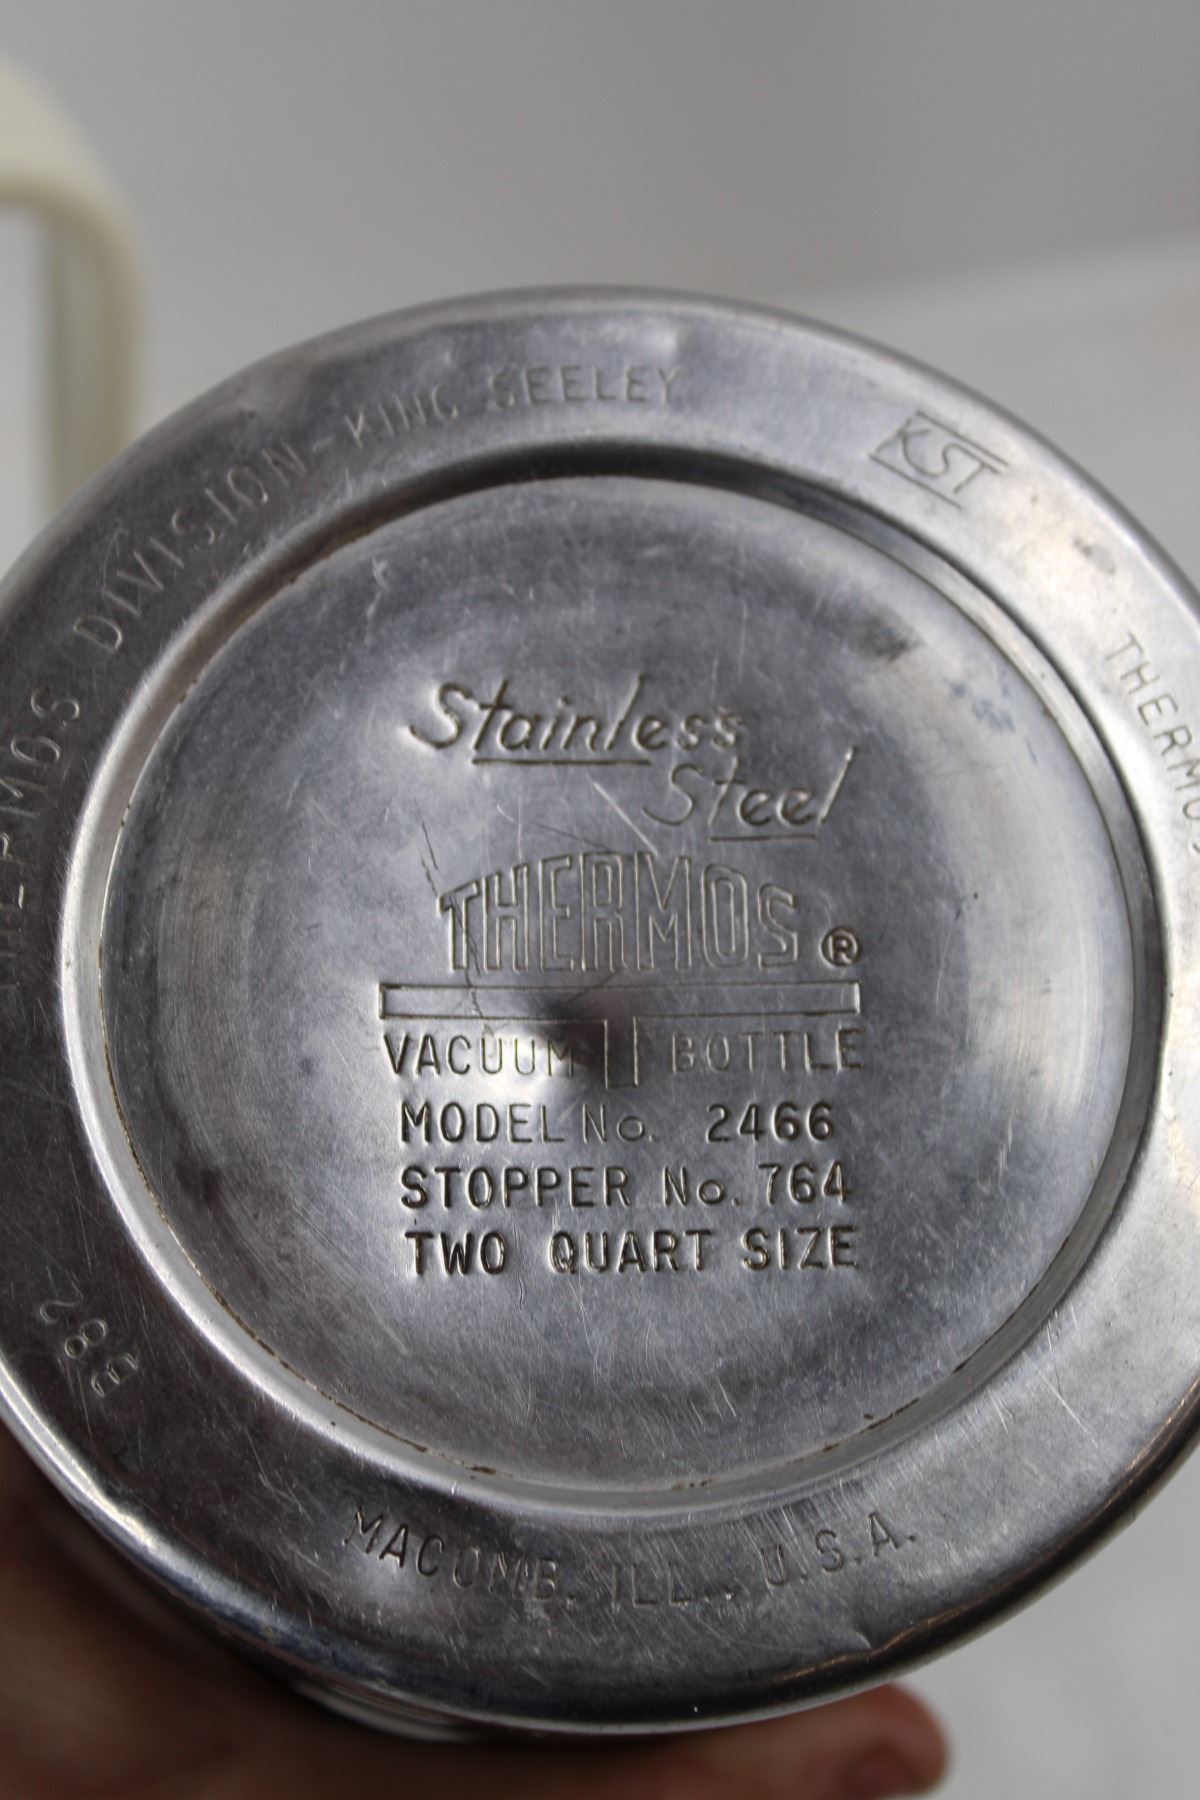 THERMOS DIVISION-KING SEELEY
KST
THERMOS
Stainless
Steel
THERMOS ®
VACUUM BOTTLE
MODEL No. 2466
STOPPER No. 764
TWO QUART SIZE
B82
MACOMB, ILL., U.S.A.